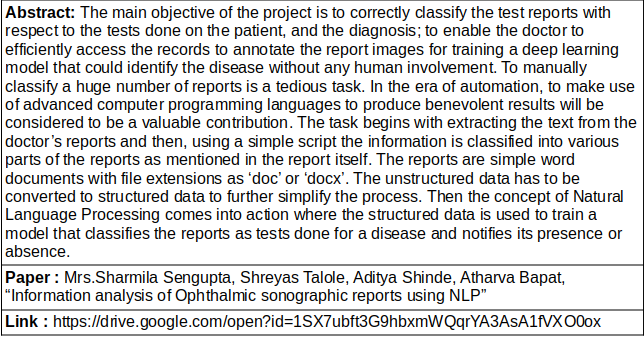 Abstract: The main objective of the project is to correctly classify the test reports with
respect to the tests done on the patient, and the diagnosis; to enable the doctor to
efficiently access the records to annotate the report images for training a deep learning
model that could identify the disease without any human involvement. To manually
classify a huge number of reports is a tedious task. In the era of automation, to make use
of advanced computer programming languages to produce benevolent results will be
considered to be a valuable contribution. The task begins with extracting the text from the
doctor’s reports and then, using a simple script the information is classified into various
parts of the reports as mentioned in the report itself. The reports are simple word
documents with file extensions as ‘doc’ or ‘docx’. The unstructured data has to be
converted to structured data to further simplify the process. Then the concept of Natural
Language Processing comes into action where the structured data is used to train a
model that classifies the reports as tests done for a disease and notifies its presence or
absence.
Paper : Mrs.Sharmila Sengupta, Shreyas Talole, Aditya Shinde, Atharva Bapat,
“Information analysis of Ophthalmic sonographic reports using NLP”
Link : https://drive.google.com/open?id=1SX7ubft3G9hbxmWQqrYA3AsA1fVXO0ox